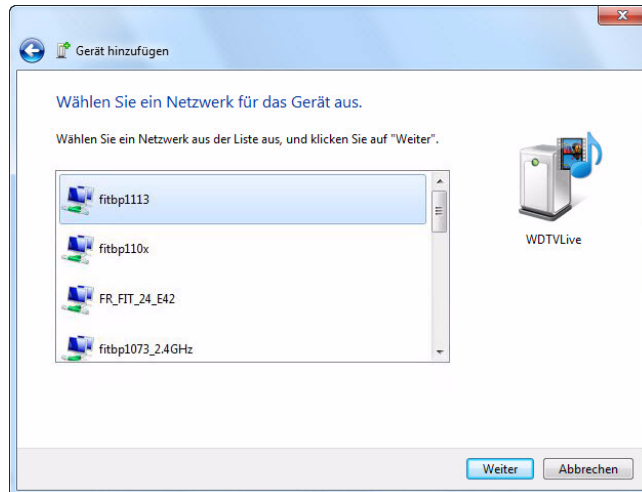 Gerät hinzufügen
Wählen Sie ein Netzwerk für das Gerät aus.
Wählen Sie ein Netzwerk aus der Liste aus, und klicken Sie auf "Weiter".
fitbp1113
fitbp110x
FR_FIT_24_E42
fitbp1073_2.4GHz
WDTVLive
Weiter
Abbrechen